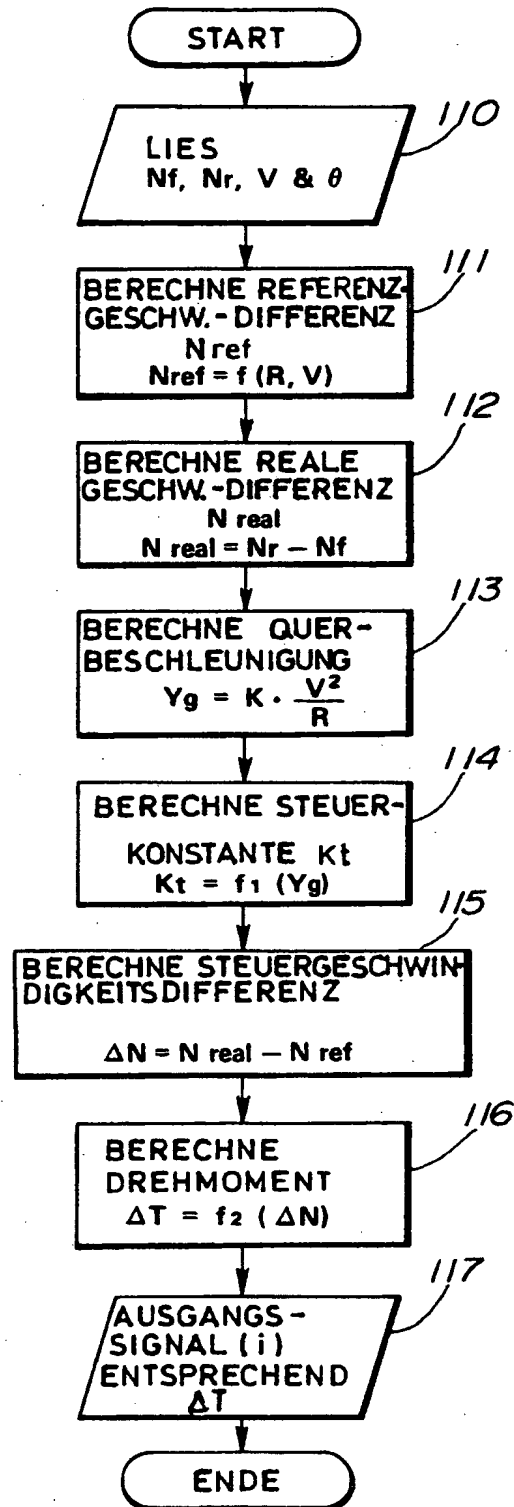 START
110
LIES
Nf, Nr, V & θ
111
BERECHNE REFERENZ-
GESCHW.-DIFFERENZ
N ref
Nref = f (R, V)
112
BERECHNE REALE
GESCHW.-DIFFERENZ
N real
N real = Nr – Nf
113
BERECHNE QUER-
BESCHLEUNIGUNG
Yg = K · V²/R
114
BERECHNE STEUER-
KONSTANTE Kt
Kt = f₁ (Yg)
115
BERECHNE STEUERGESCHWIN-
DIGKEITSDIFFERENZ
ΔN = N real – N ref
116
BERECHNE
DREHMOMENT
ΔT = f₂ (ΔN)
117
AUSGANGS-
SIGNAL (i)
ENTSPRECHEND
ΔT
ENDE